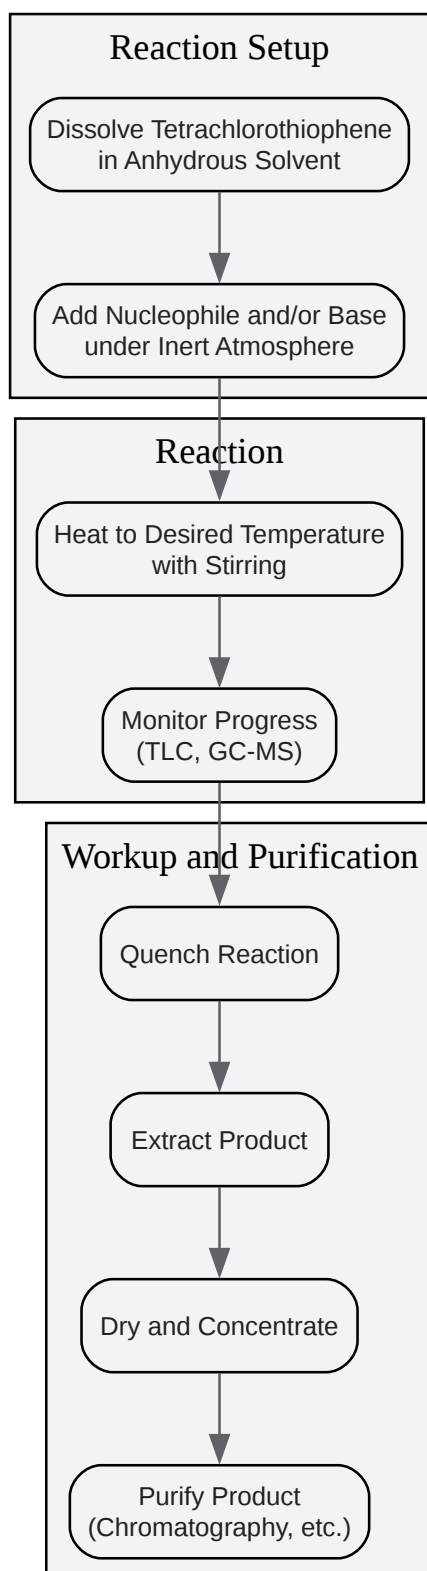 Reaction Setup
Dissolve Tetrachlorothiophene
in Anhydrous Solvent
Add Nucleophile and/or Base
under Inert Atmosphere
Reaction
Heat to Desired Temperature
with Stirring
Monitor Progress
(TLC, GC-MS)
Workup and Purification
Quench Reaction
Extract Product
Dry and Concentrate
Purify Product
(Chromatography, etc.)